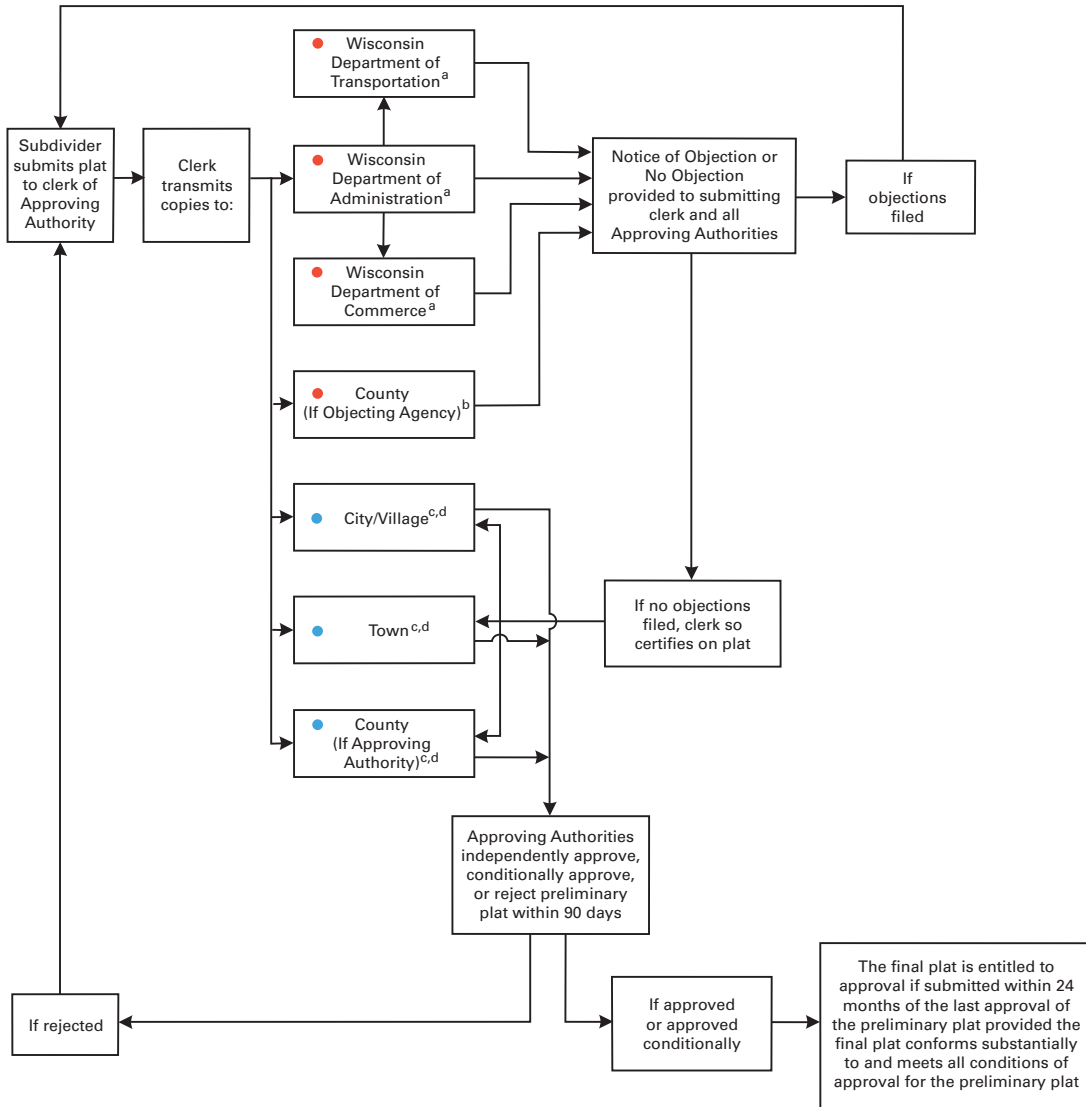 Wisconsin
Department of
Transportation a
Subdivider
submits plat
to clerk of
Approving
Authority
Clerk
transmits
copies to:
Wisconsin
Department of
Administration a
Notice of Objection or
No Objection
provided to submitting
clerk and all
Approving Authorities
If
objections
filed
Wisconsin
Department of
Commerce a
County
(If Objecting Agency) b
City/Village c,d
Town c,d
If no objections
filed, clerk so
certifies on plat
County
(If Approving
Authority) c,d
Approving Authorities
independently approve,
conditionally approve,
or reject preliminary
plat within 90 days
If rejected
If approved
or approved
conditionally
The final plat is entitled to
approval if submitted within 24
months of the last approval of
the preliminary plat provided the
final plat conforms substantially
to and meets all conditions of
approval for the preliminary plat